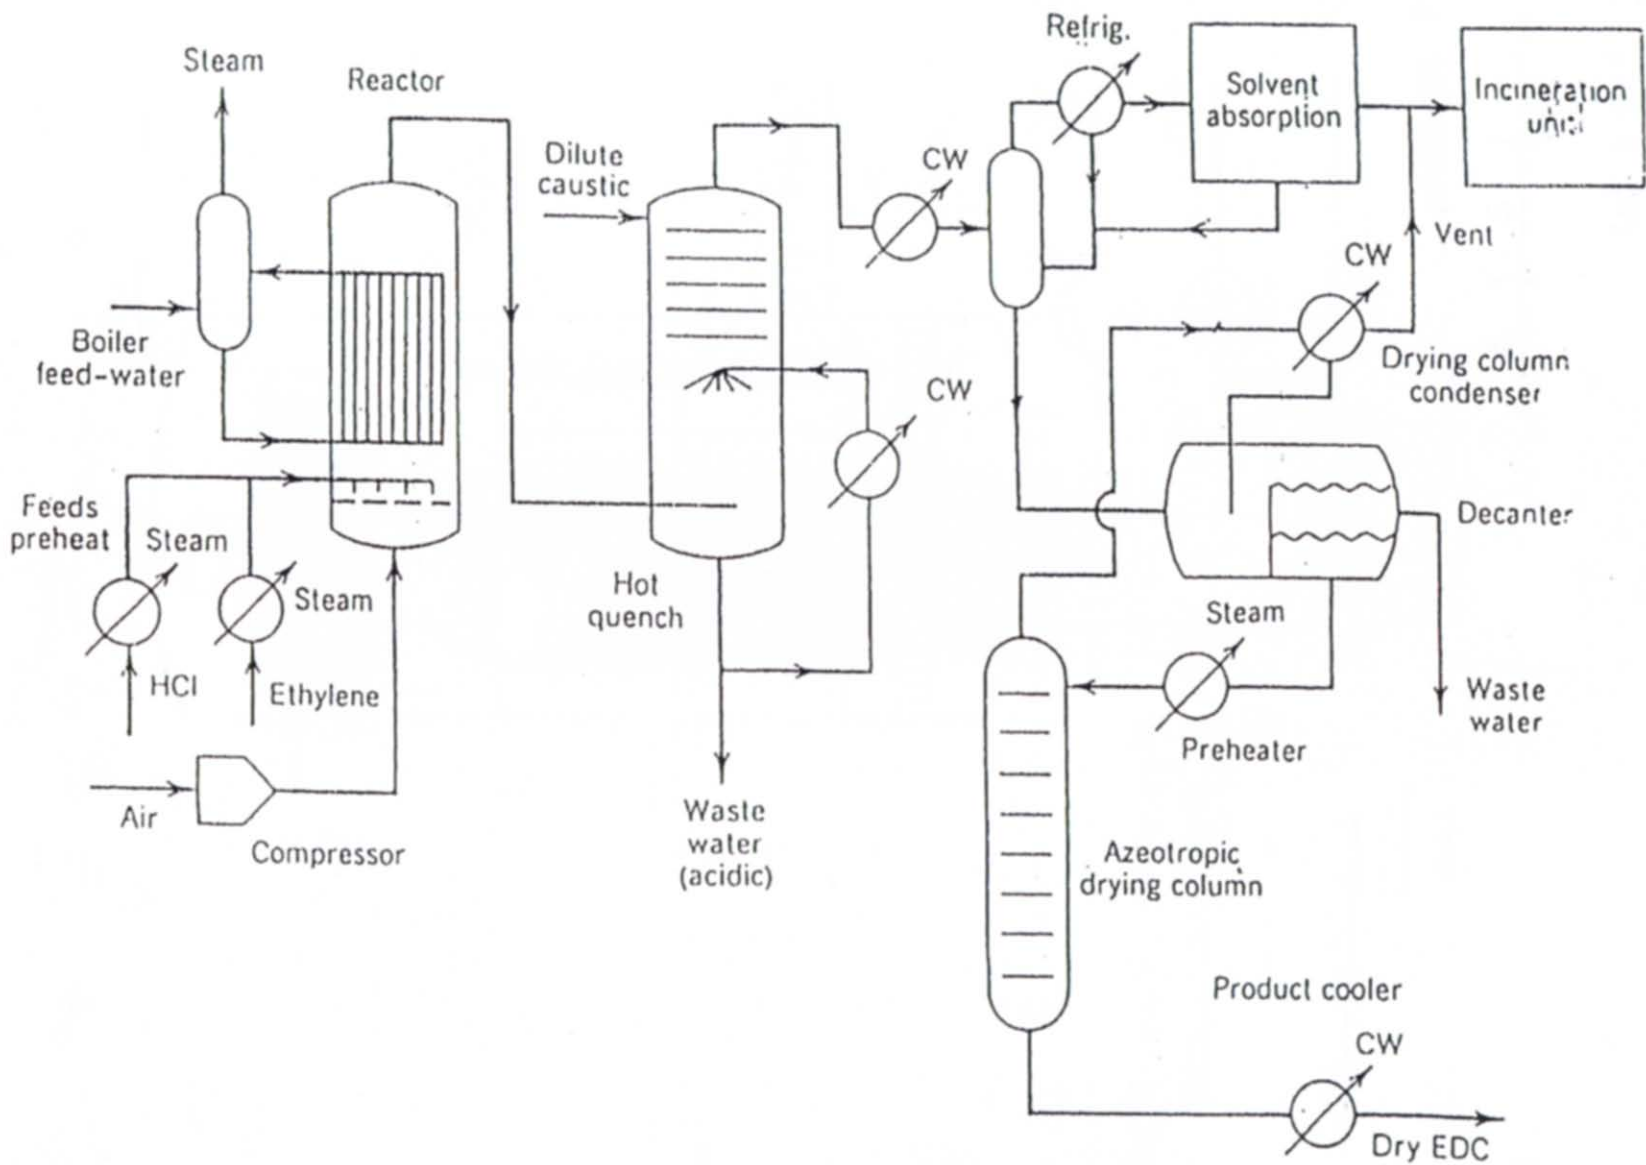 Steam
Reactor
Boiler
feed-water
Feeds
preheat
Steam
Steam
HCl
Ethylene
Air
Compressor
Dilute
caustic
Hot
quench
CW
Waste
water
(acidic)
CW
Refrig.
Solvent
absorption
Incineration
unit
Vent
CW
Drying column
condenser
Decanter
Steam
Preheater
Waste
water
Azeotropic
drying column
Product cooler
CW
Dry EDC